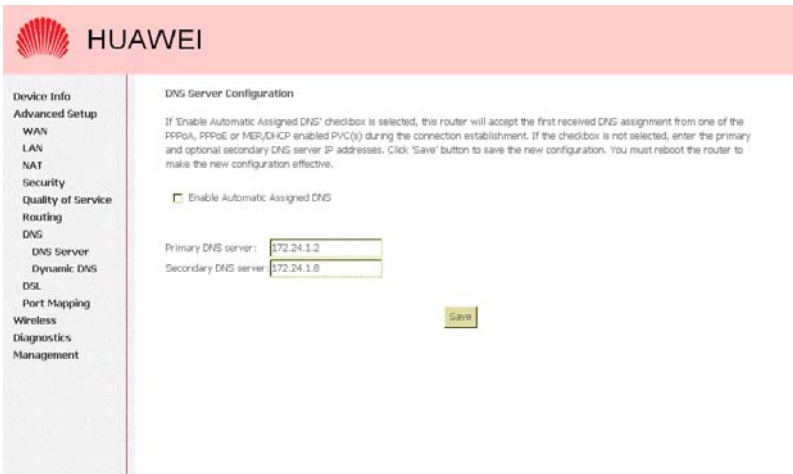 HUAWEI
Device Info
Advanced Setup
WAN
LAN
NAT
Security
Quality of Service
Routing
DNS
DNS Server
Dynamic DNS
DSL
Port Mapping
Wireless
Diagnostics
Management
DNS Server Configuration
If 'Enable Automatic Assigned DNS' checkbox is selected, this router will accept the first received DNS assignment from one of the
PPPoA, PPPoE or MER/DHCP enabled PVC(s) during the connection establishment. If the checkbox is not selected, enter the primary
and optional secondary DNS server IP addresses. Click 'Save' button to save the new configuration. You must reboot the router to
make the new configuration effective.
Enable Automatic Assigned DNS
Primary DNS server: 172.24.1.2
Secondary DNS server: 172.24.1.8
Save